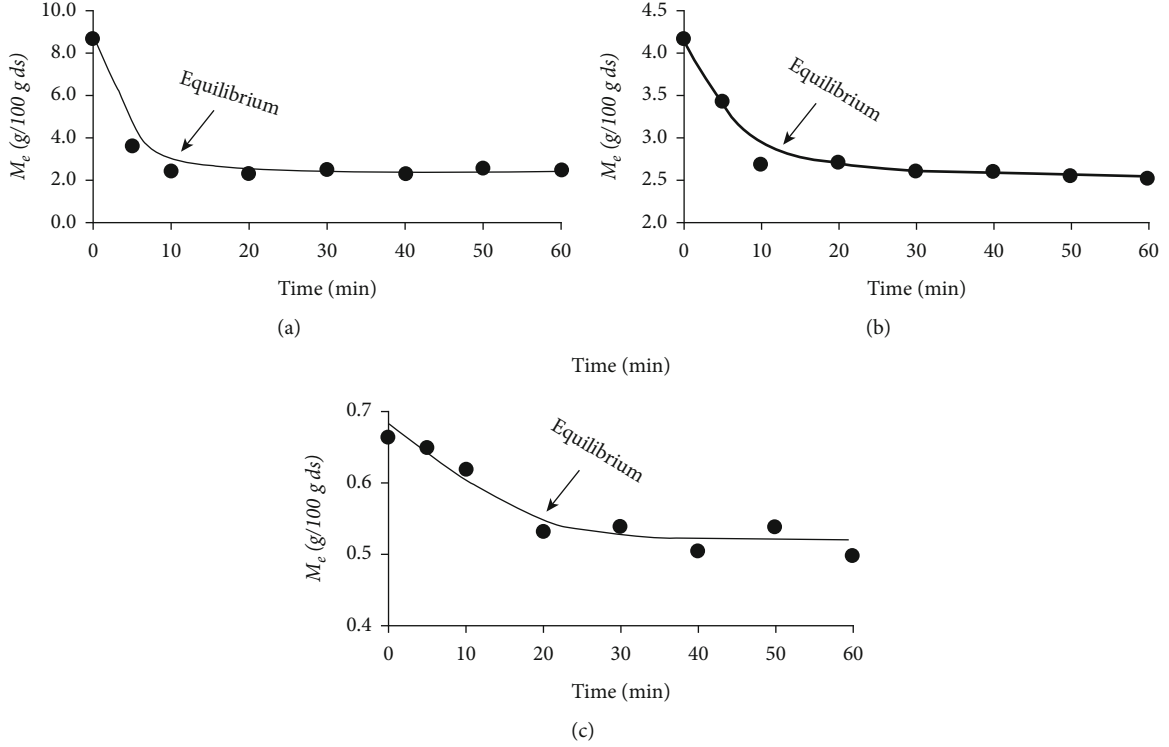 10.0
8.0
6.0
4.0
2.0
0.0
M_e (g/100 g ds)
Equilibrium
0 10 20 30 40 50 60
Time (min)
(a)
4.5
4.0
3.5
3.0
2.5
2.0
M_e (g/100 g ds)
Equilibrium
0 10 20 30 40 50 60
Time (min)
(b)
Time (min)
0.7
0.6
0.5
0.4
M_e (g/100 g ds)
Equilibrium
0 10 20 30 40 50 60
Time (min)
(c)